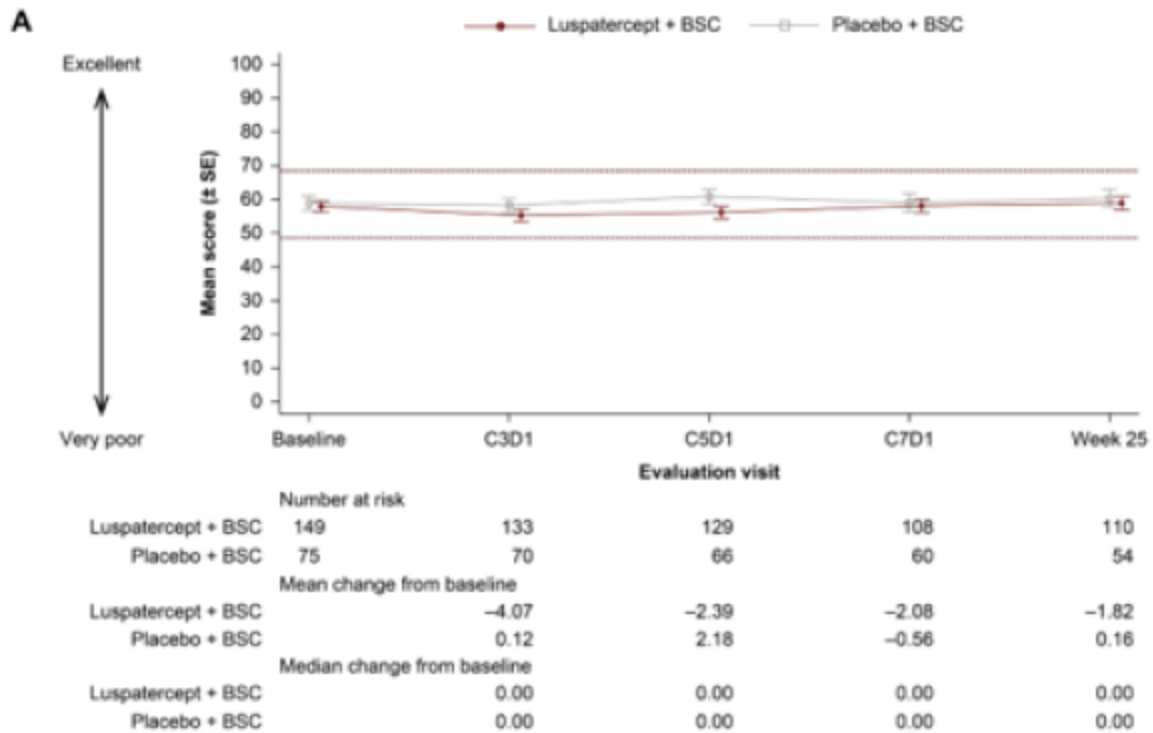 A
Luspatercept + BSC Placebo + BSC
Excellent
Very poor
Mean score (± SE)
100
90
80
70
60
50
40
30
20
10
0
Baseline C3D1 C5D1 C7D1 Week 25
Evaluation visit
Number at risk
Luspatercept + BSC 149 133 129 108 110
Placebo + BSC 75 70 66 60 54
Mean change from baseline
Luspatercept + BSC –4.07 –2.39 –2.08 –1.82
Placebo + BSC 0.12 2.18 –0.56 0.16
Median change from baseline
Luspatercept + BSC 0.00 0.00 0.00 0.00
Placebo + BSC 0.00 0.00 0.00 0.00